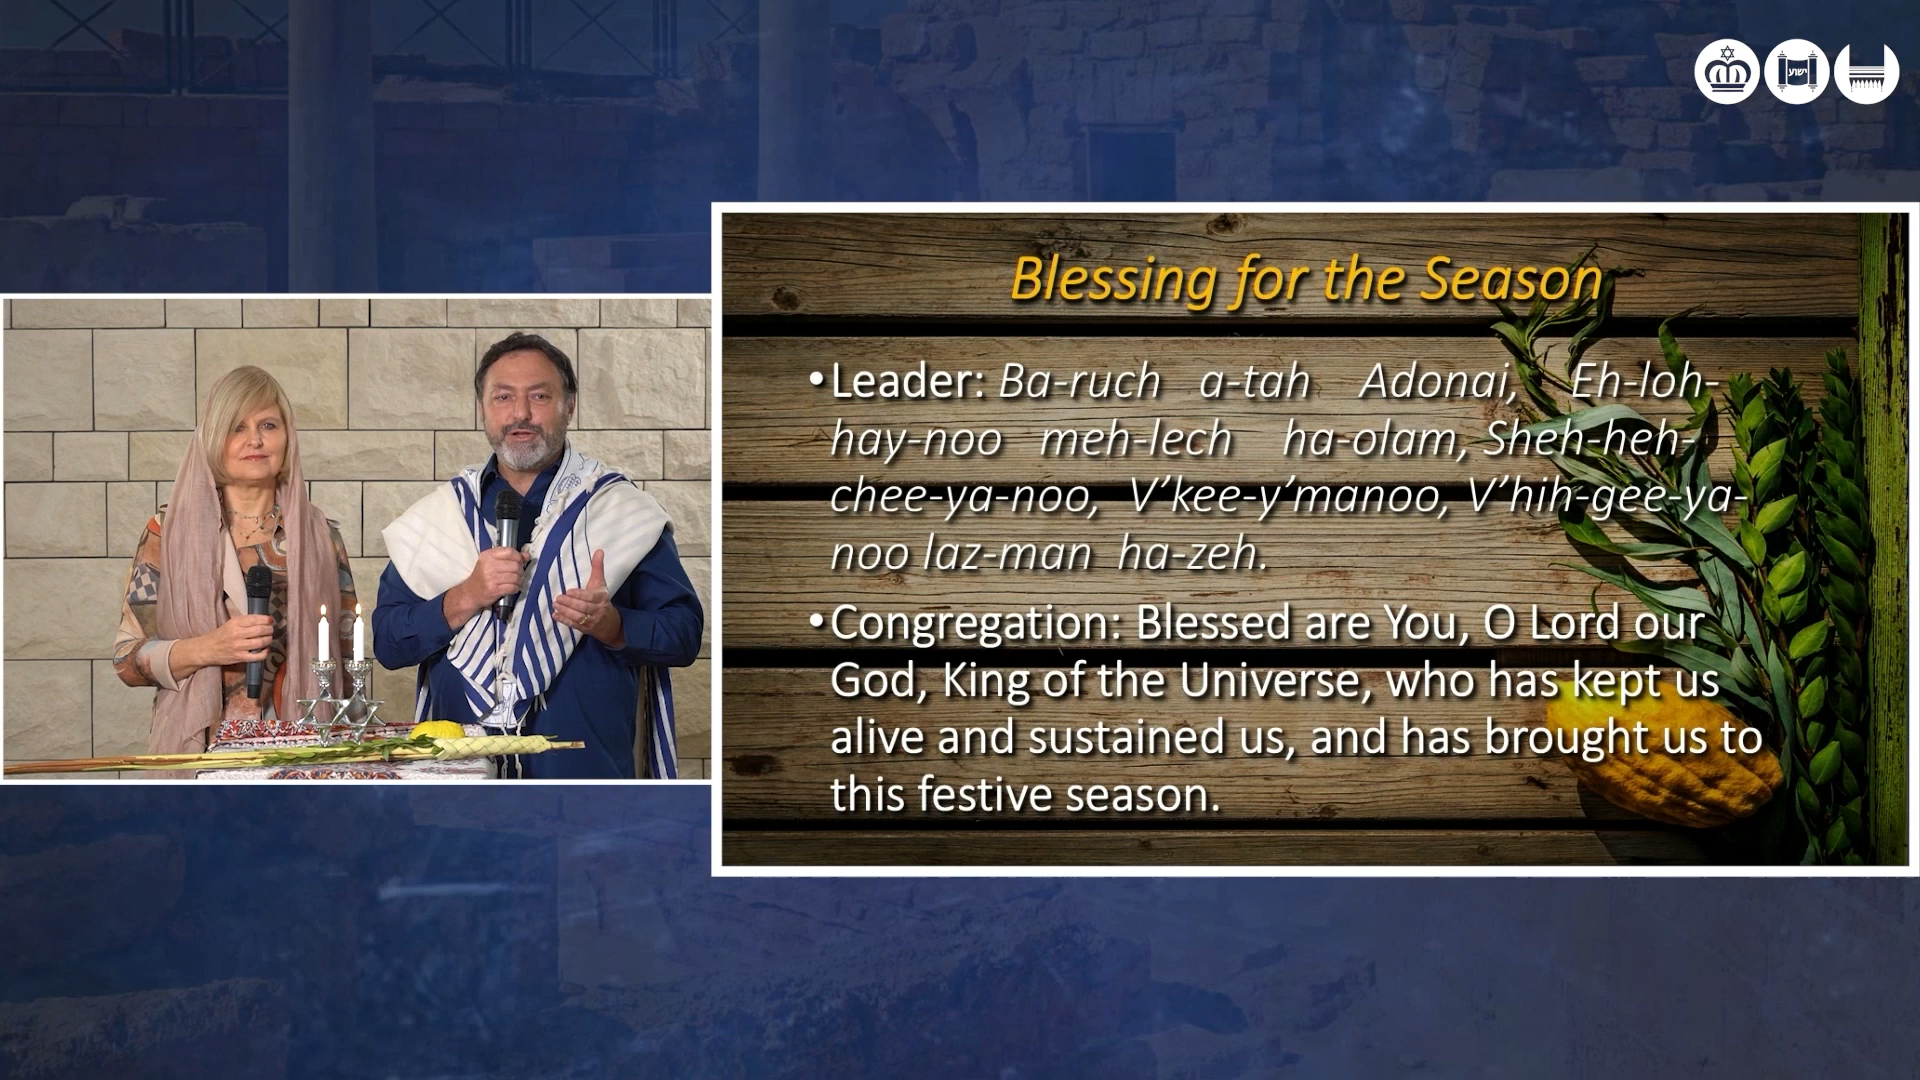 Blessing for the Season
•Leader: Ba-ruch a-tah Adonai, Eh-loh-
hay-noo meh-lech ha-olam, Sheh-heh-
chee-ya-noo, V’kee-y’manoo, V’hih-gee-ya-
noo laz-man ha-zeh.
•Congregation: Blessed are You, O Lord our
God, King of the Universe, who has kept us
alive and sustained us, and has brought us to
this festive season.
ישוע